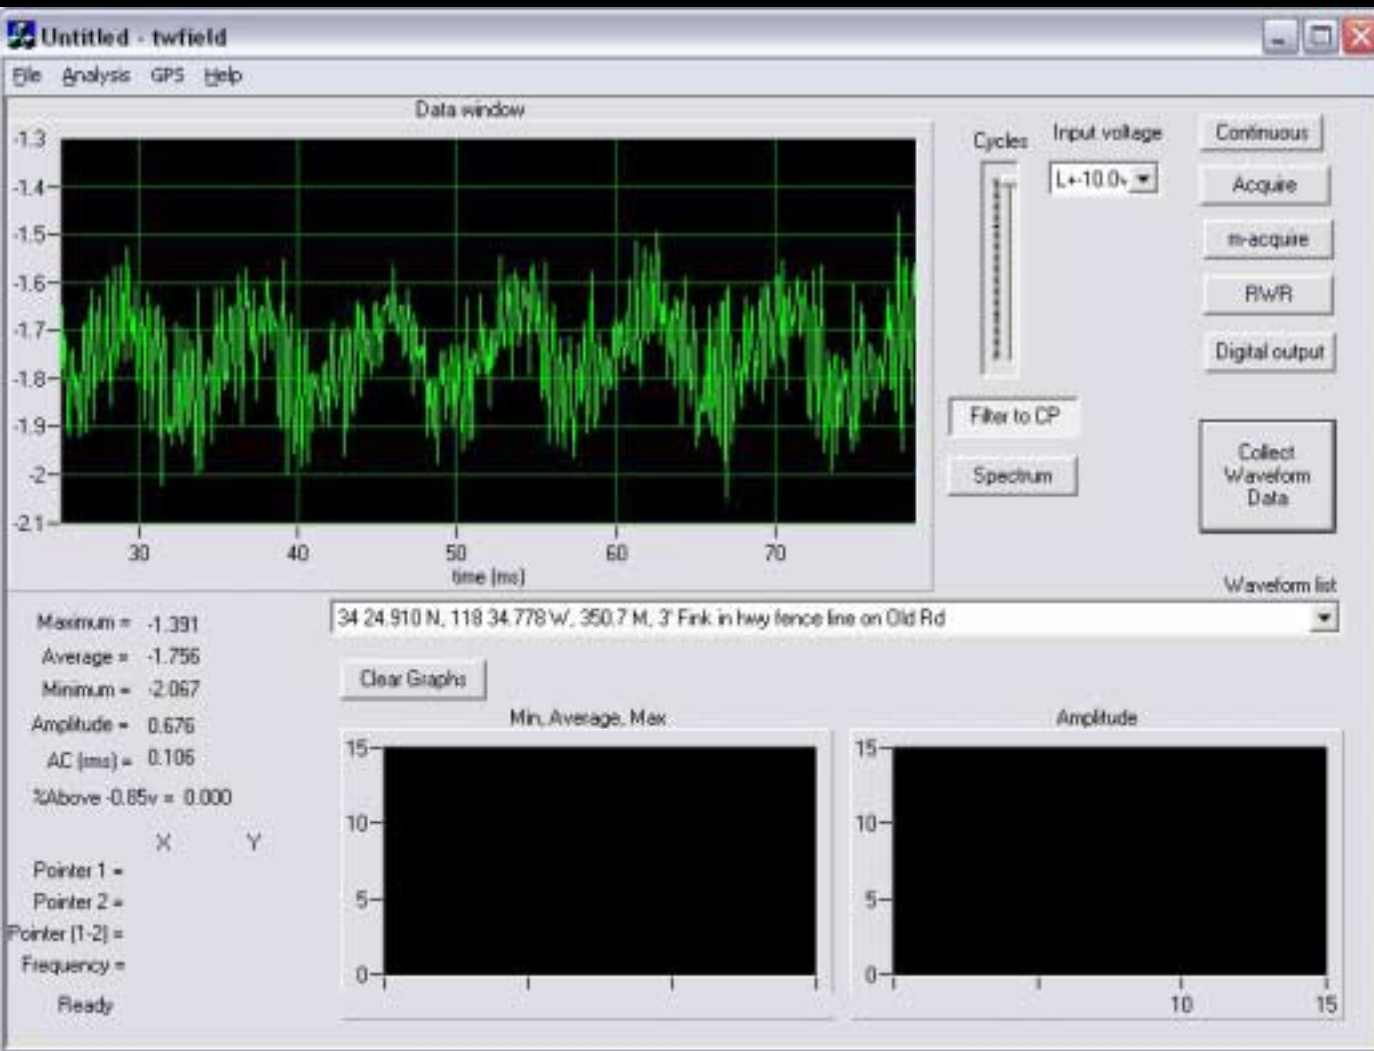 Untitled - twfield
File Analysis GPS Help
Data window
-1.3
-1.4
-1.5
-1.6
-1.7
-1.8
-1.9
-2
-2.1
30 40 50 60 70
time (ms)
Cycles
Input voltage
L+-10.0v
Filter to CP
Spectrum
Continuous
Acquire
m-acquire
RWR
Digital output
Collect
Waveform
Data
Waveform list
34 24.910 N, 118 34.778 W, 350.7 M, 3' Fink in hwy fence line on Old Rd
Maximum = -1.391
Average = -1.756
Minimum = -2.067
Amplitude = 0.676
AC (rms) = 0.106
%Above -0.85v = 0.000
X Y
Pointer 1 =
Pointer 2 =
Pointer (1-2) =
Frequency =
Ready
Clear Graphs
Min, Average, Max
15
10
5
0
Amplitude
15
10
5
0
10 15